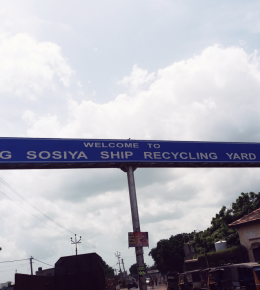 WELCOME TO
G SOSIYA SHIP RECYCLING YARD